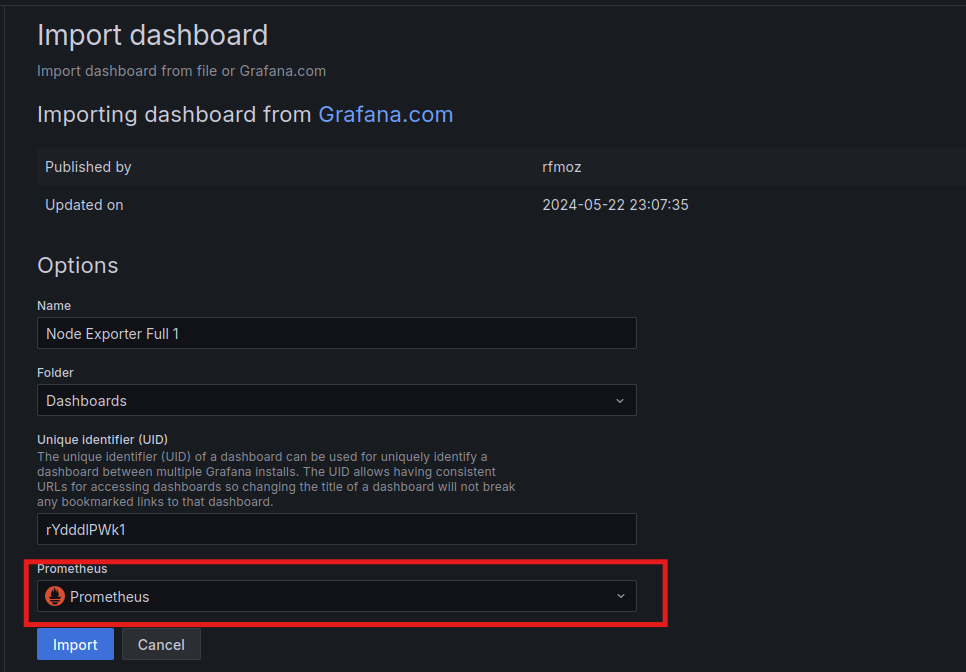 Import dashboard
Import dashboard from file or Grafana.com
Importing dashboard from Grafana.com
Published by rfmoz
Updated on 2024-05-22 23:07:35
Options
Name
Node Exporter Full 1
Folder
Dashboards
Unique identifier (UID)
The unique identifier (UID) of a dashboard can be used for uniquely identify a
dashboard between multiple Grafana installs. The UID allows having consistent
URLs for accessing dashboards so changing the title of a dashboard will not break
any bookmarked links to that dashboard.
rYdddlPWk1
Prometheus
Prometheus
Import Cancel